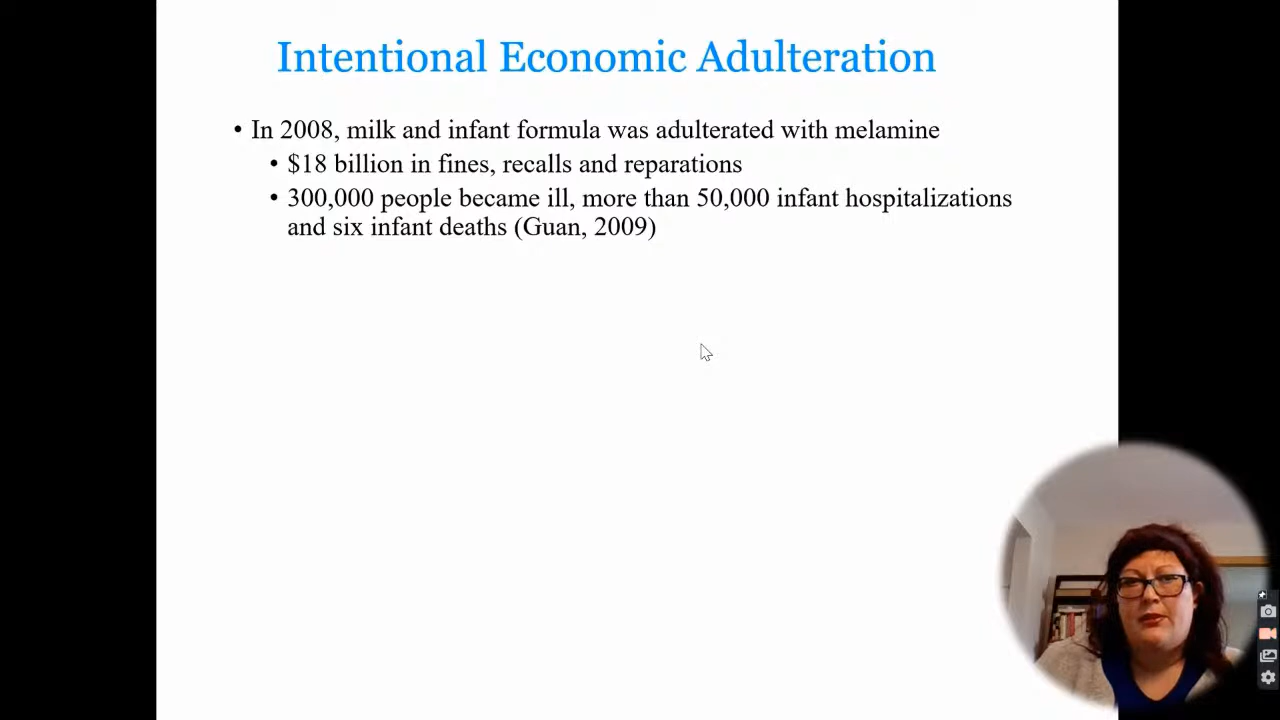 Intentional Economic Adulteration
• In 2008, milk and infant formula was adulterated with melamine
• $18 billion in fines, recalls and reparations
• 300,000 people became ill, more than 50,000 infant hospitalizations
and six infant deaths (Guan, 2009)